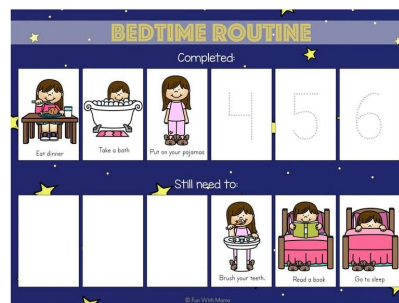 BEDTIME ROUTINE
Completed:
Eat dinner
Take a bath
Put on your pajamas
4
5
6
Still need to:
Brush your teeth.
Read a book
Go to sleep
© Fun With Mama